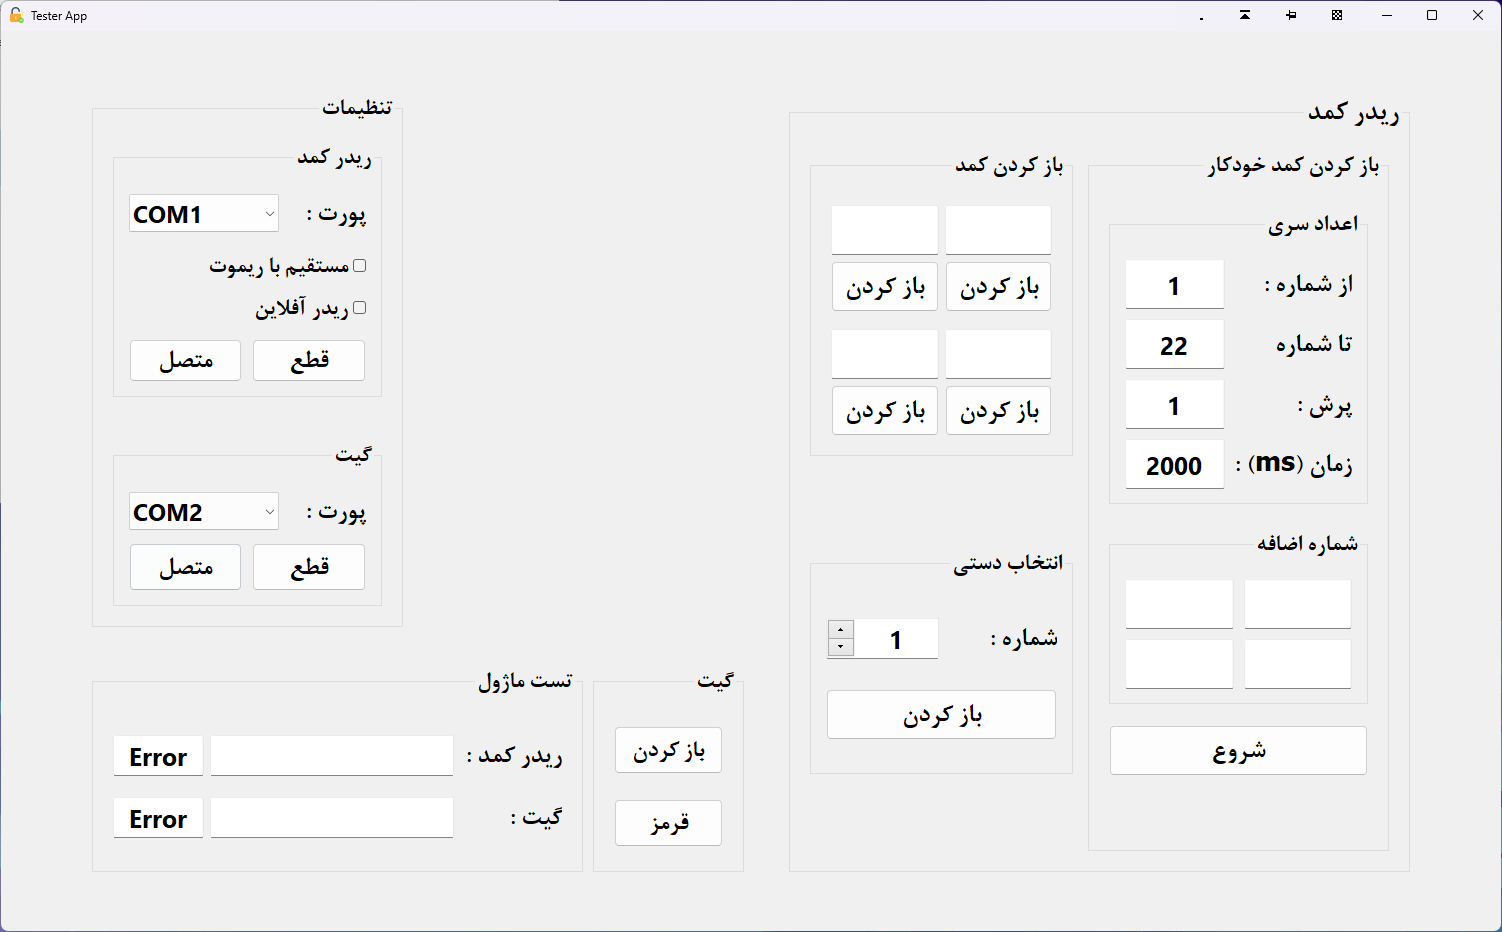 Tester App
ریدر کمد
باز کردن کمد خودکار
اعداد سری
از شماره : 1
تا شماره 22
پرش : 1
زمان (ms) : 2000
شماره اضافه
شروع
باز کردن کمد
باز کردن باز کردن
باز کردن باز کردن
انتخاب دستی
شماره : 1
باز کردن
تنظیمات
ریدر کمد
پورت : COM1
مستقیم با ریموت
ریدر آفلاین
قطع متصل
گیت
پورت : COM2
قطع متصل
گیت
باز کردن
قرمز
تست ماژول
ریدر کمد : Error
گیت : Error